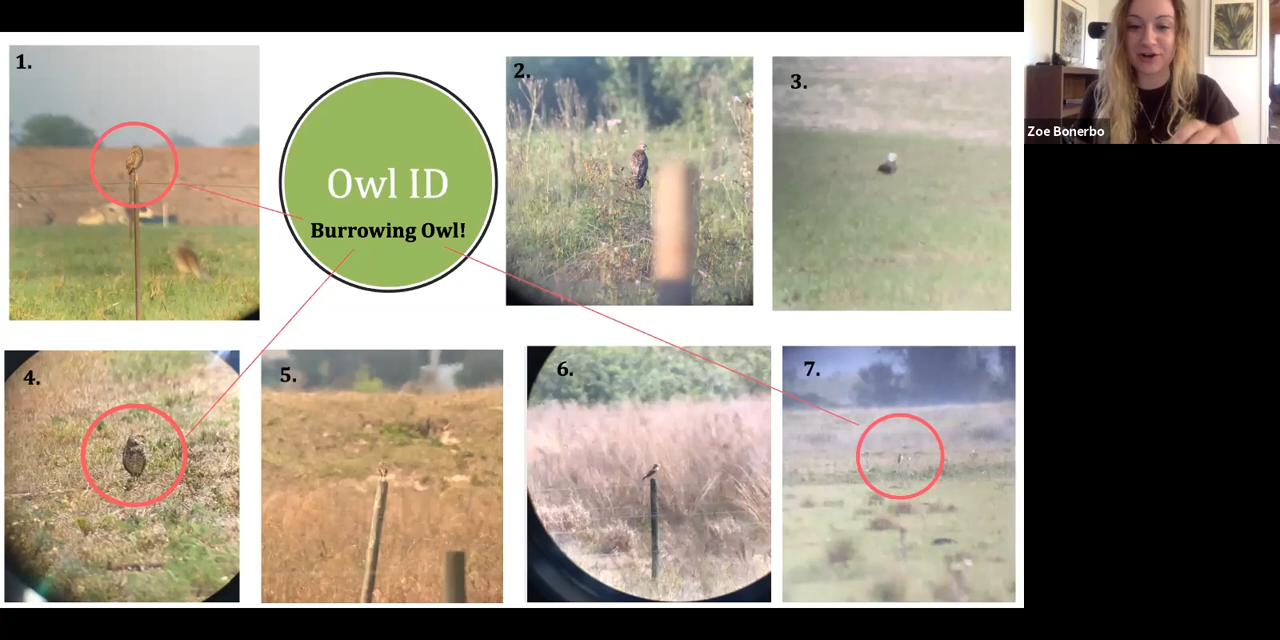 1.
Owl ID
Burrowing Owl!
2.
3.
Zoe Bonerbo
4.
5.
6.
7.